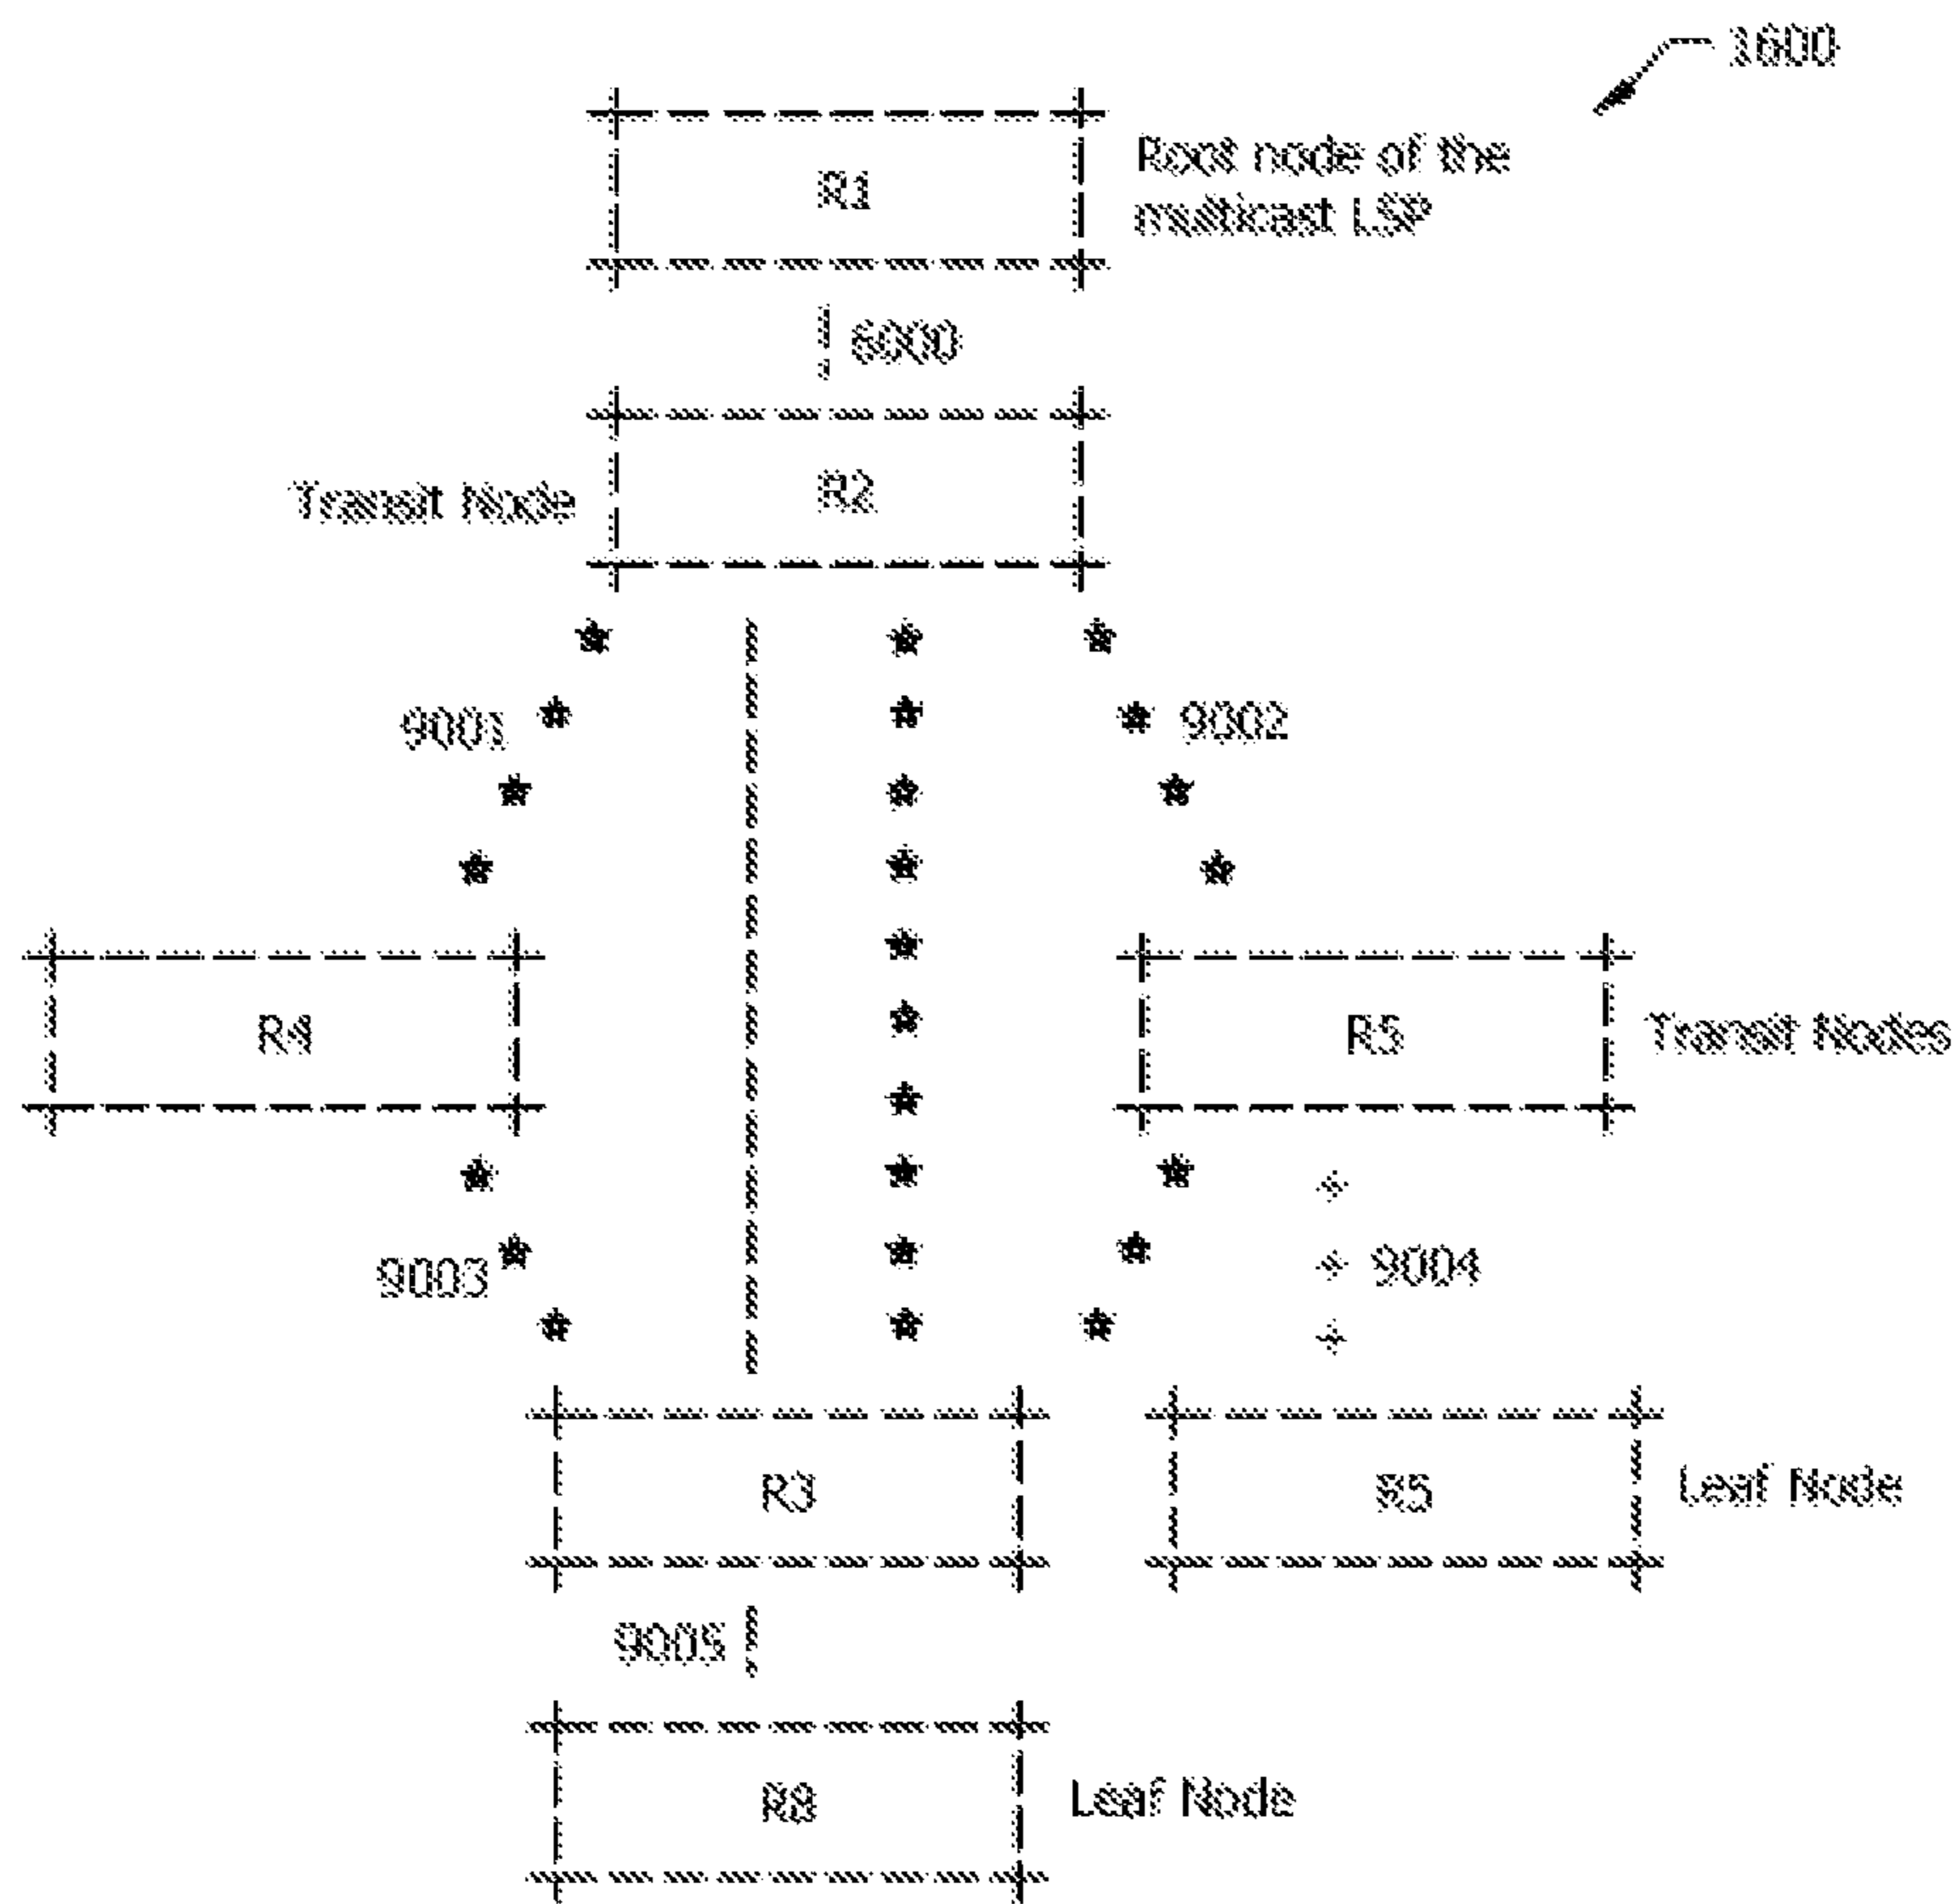 1600
R1
Root node of the
multicast LSP
6000
Transit Node
R2
9001
9002
R4
R5
Transit Nodes
9003
9004
R3
R5
Leaf Node
9005
R8
Leaf Node